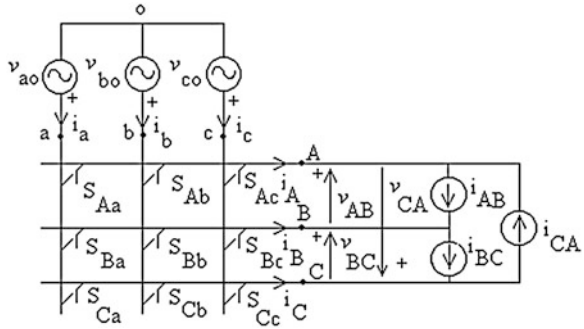 o
v_ao v_bo v_co
+ + +
a i_a b i_b c i_c
A
S_Aa S_Ab S_Ac i_A + v_AB v_CA i_AB
B
S_Ba S_Bb S_Bc i_B + v_BC + i_BC i_CA
C
S_Ca S_Cb S_Cc i_C